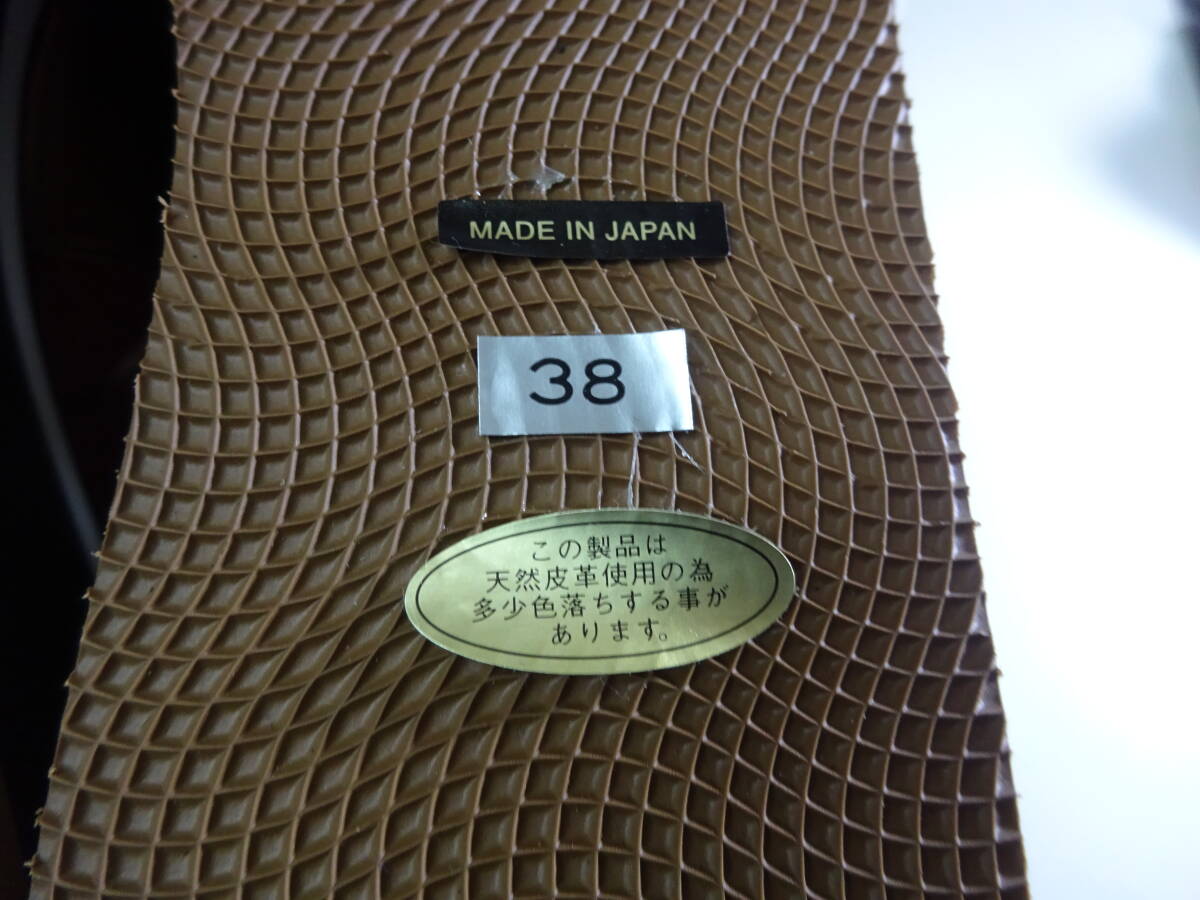 MADE IN JAPAN
38
この製品は
天然皮革使用の為
多少色落ちする事が
あります。